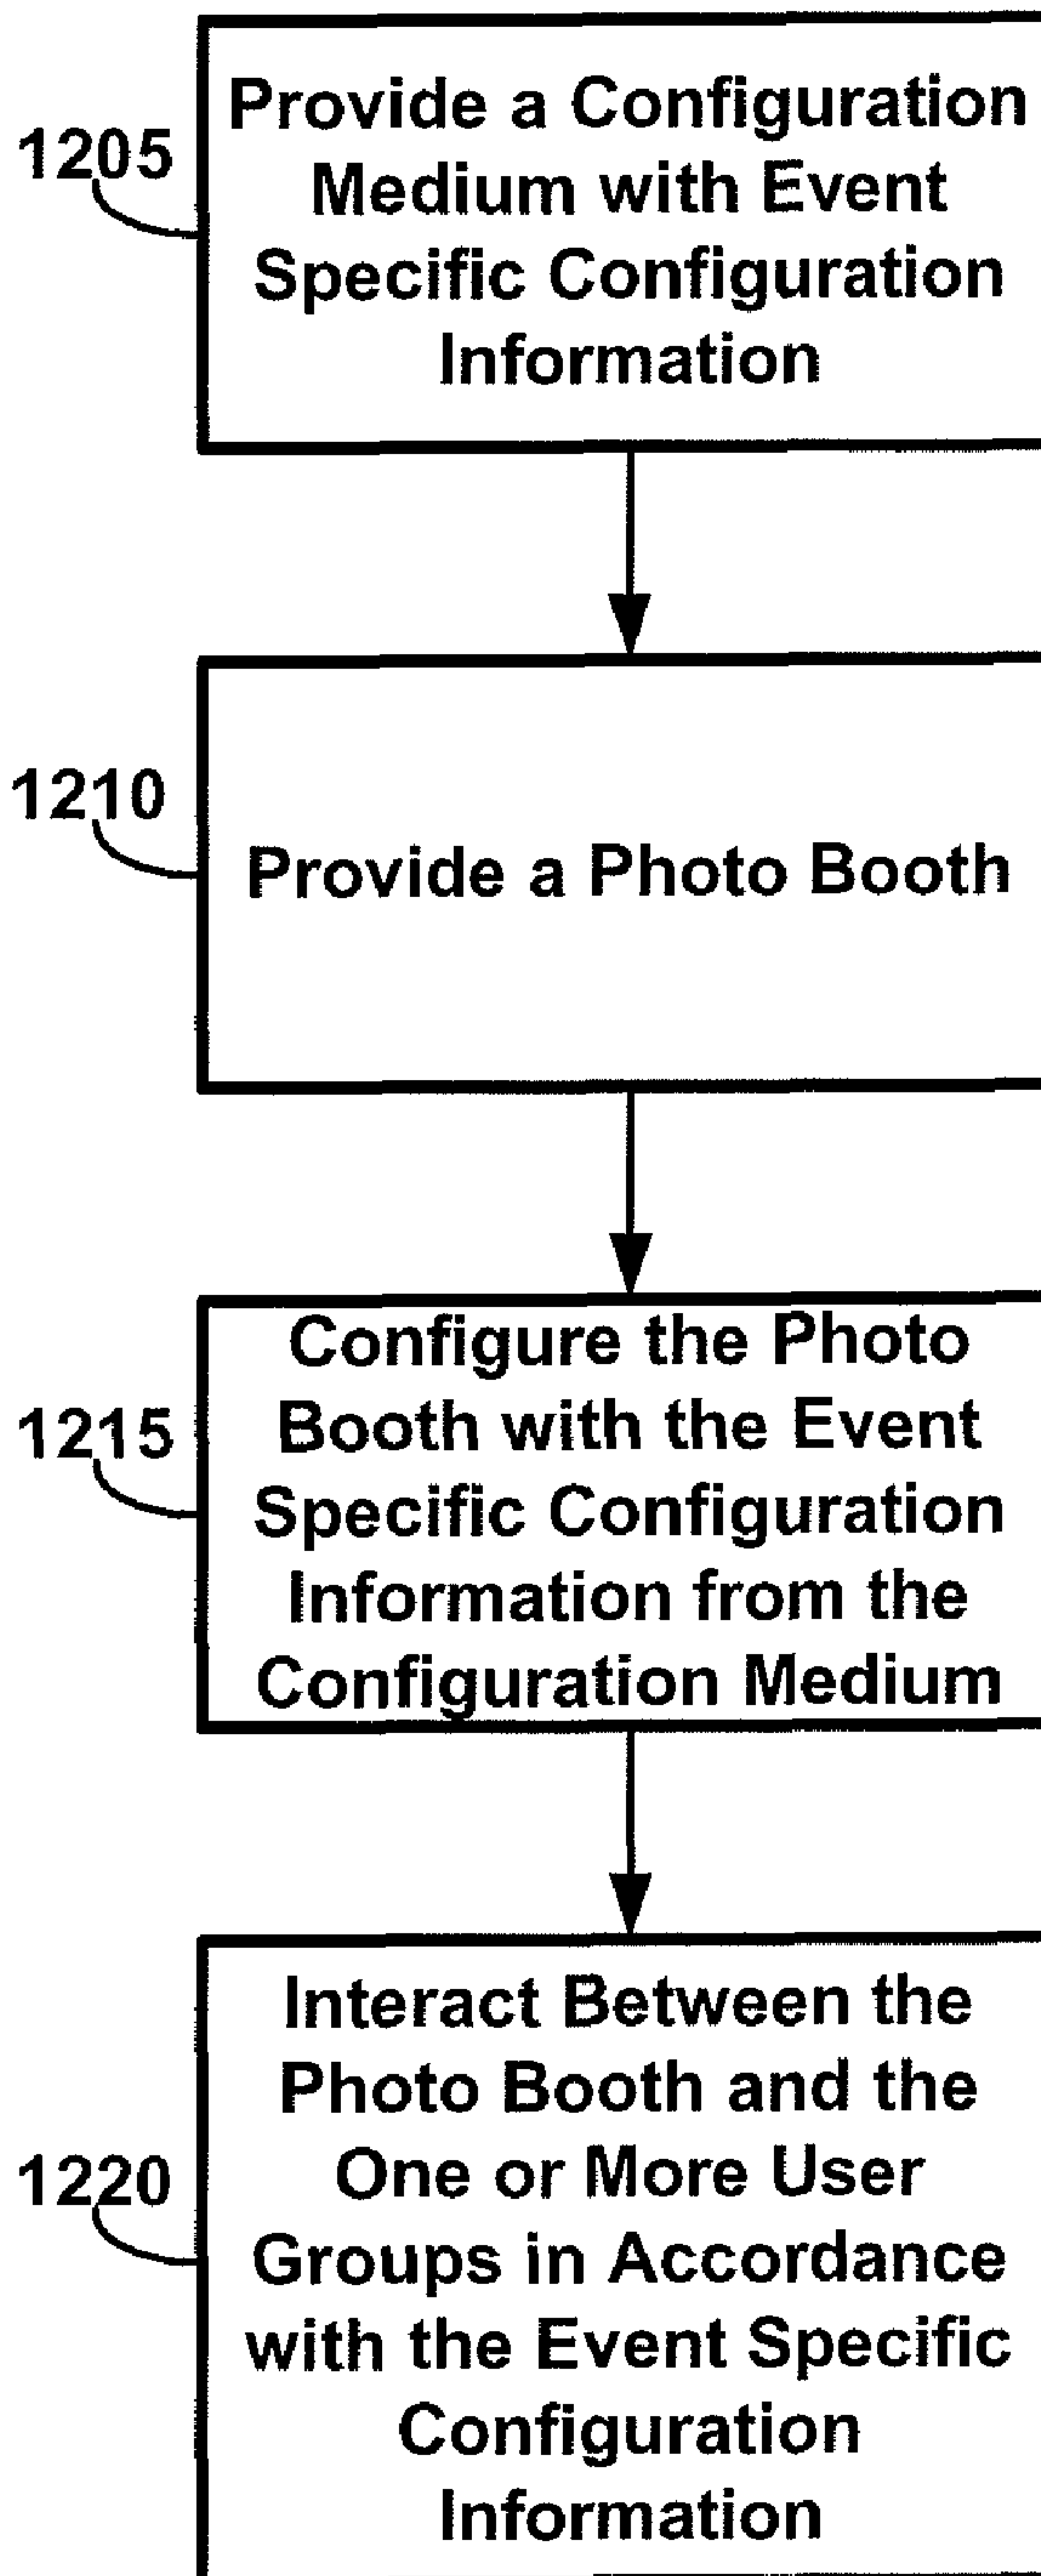 1205
Provide a Configuration
Medium with Event
Specific Configuration
Information
1210
Provide a Photo Booth
1215
Configure the Photo
Booth with the Event
Specific Configuration
Information from the
Configuration Medium
1220
Interact Between the
Photo Booth and the
One or More User
Groups in Accordance
with the Event Specific
Configuration
Information